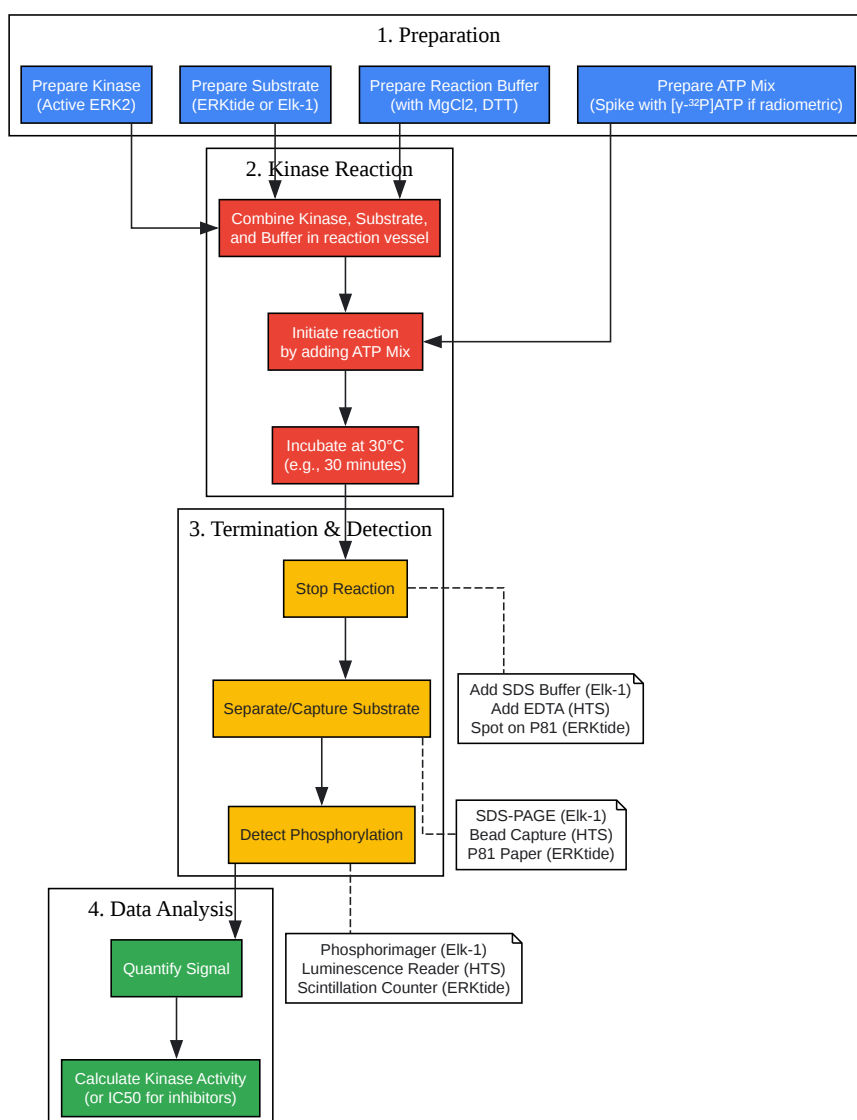 1. Preparation
Prepare Kinase
(Active ERK2)
Prepare Substrate
(ERKtide or Elk-1)
Prepare Reaction Buffer
(with MgCl2, DTT)
Prepare ATP Mix
(Spike with [γ-³²P]ATP if radiometric)
2. Kinase Reaction
Combine Kinase, Substrate,
and Buffer in reaction vessel
Initiate reaction
by adding ATP Mix
Incubate at 30°C
(e.g., 30 minutes)
3. Termination & Detection
Stop Reaction
Add SDS Buffer (Elk-1)
Add EDTA (HTS)
Spot on P81 (ERKtide)
Separate/Capture Substrate
SDS-PAGE (Elk-1)
Bead Capture (HTS)
P81 Paper (ERKtide)
Detect Phosphorylation
Phosphorimager (Elk-1)
Luminescence Reader (HTS)
Scintillation Counter (ERKtide)
4. Data Analysis
Quantify Signal
Calculate Kinase Activity
(or IC50 for inhibitors)